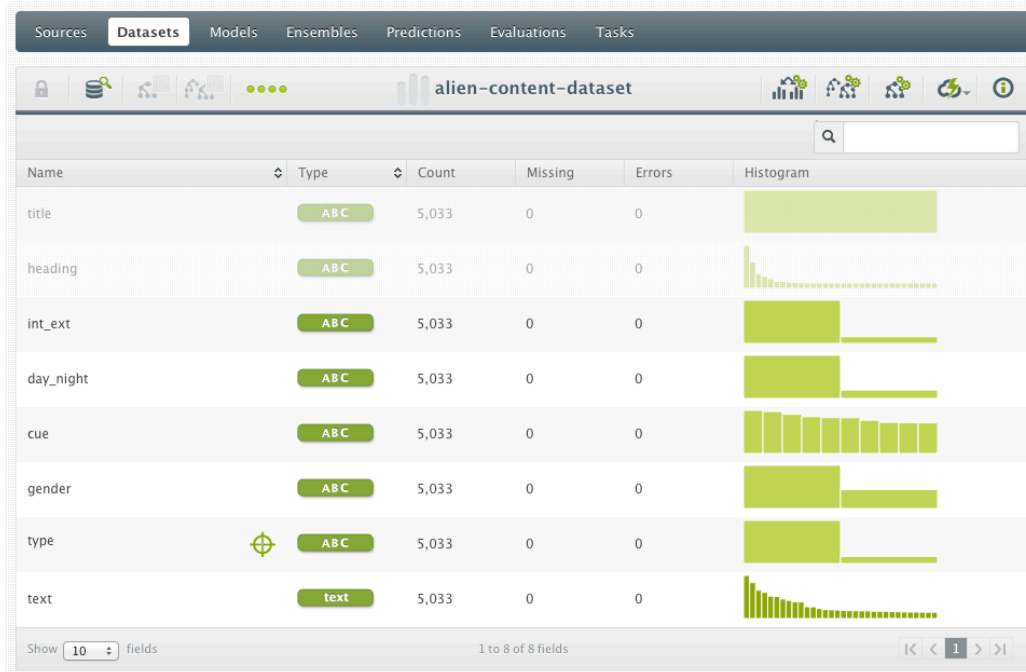 Sources Datasets Models Ensembles Predictions Evaluations Tasks
alien-content-dataset
Name Type Count Missing Errors Histogram
title ABC 5,033 0 0
heading ABC 5,033 0 0
int_ext ABC 5,033 0 0
day_night ABC 5,033 0 0
cue ABC 5,033 0 0
gender ABC 5,033 0 0
type ABC 5,033 0 0
text text 5,033 0 0
Show 10 fields 1 to 8 of 8 fields 1